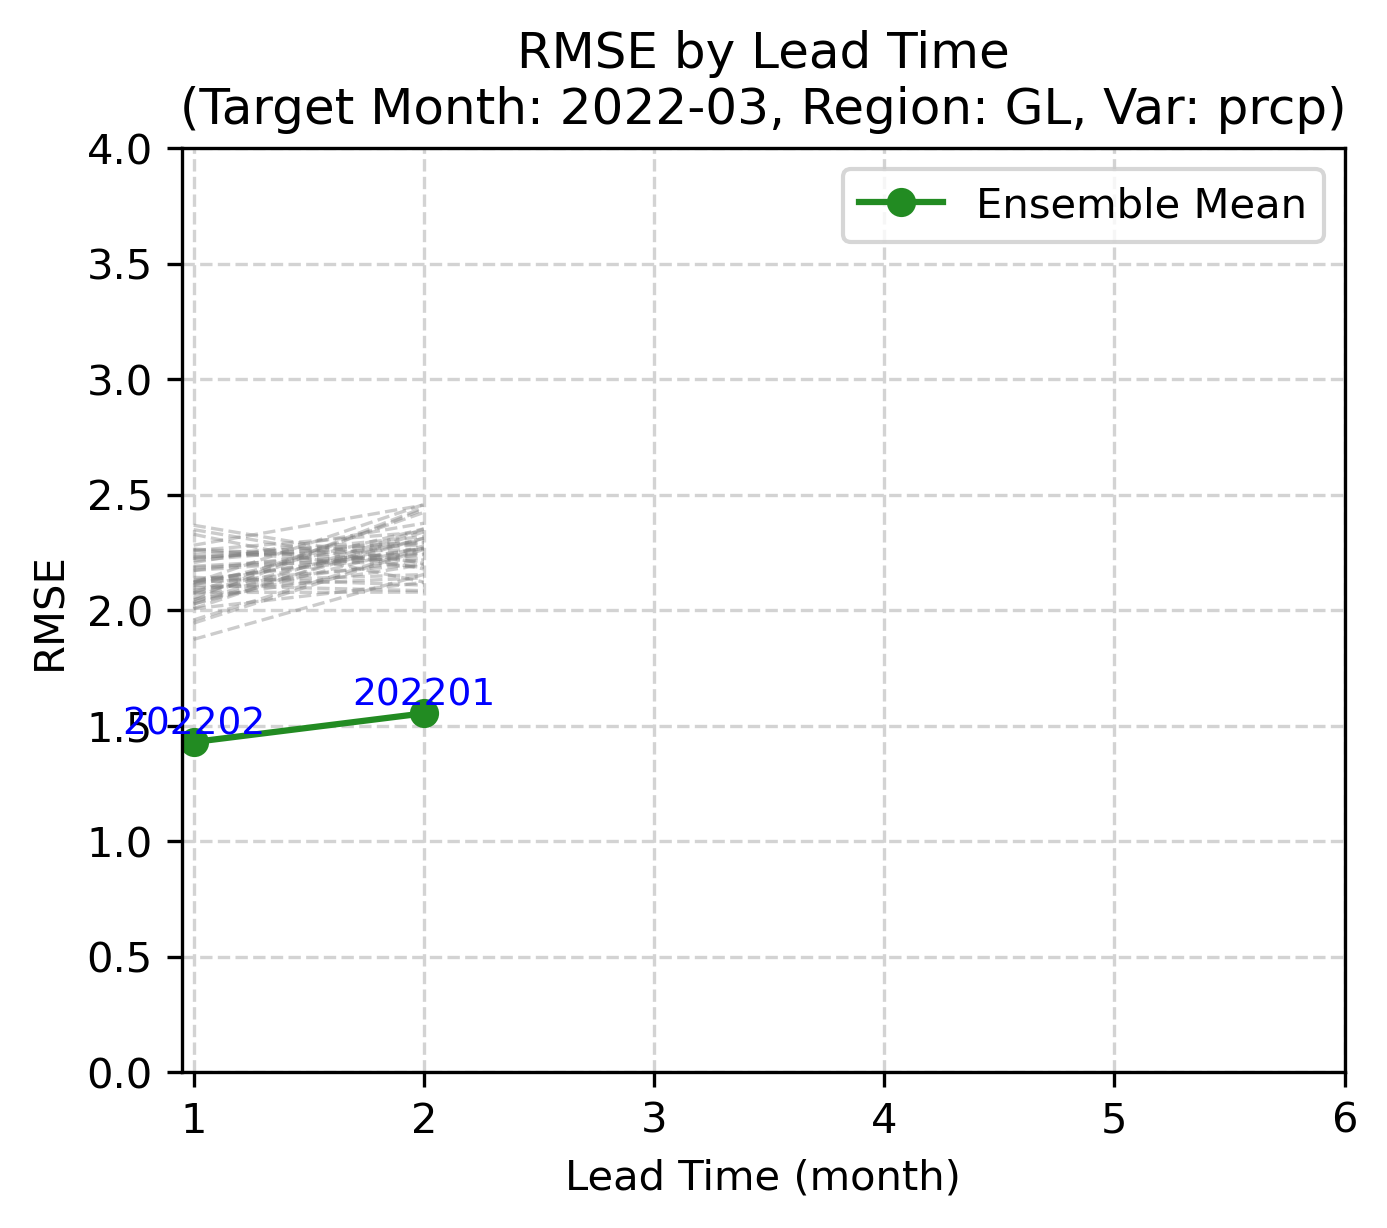 RMSE by Lead Time
(Target Month: 2022-03, Region: GL, Var: prcp)
Ensemble Mean
4.0
3.5
3.0
2.5
2.0
1.5
1.0
0.5
0.0
RMSE
202202
202201
1 2 3 4 5 6
Lead Time (month)